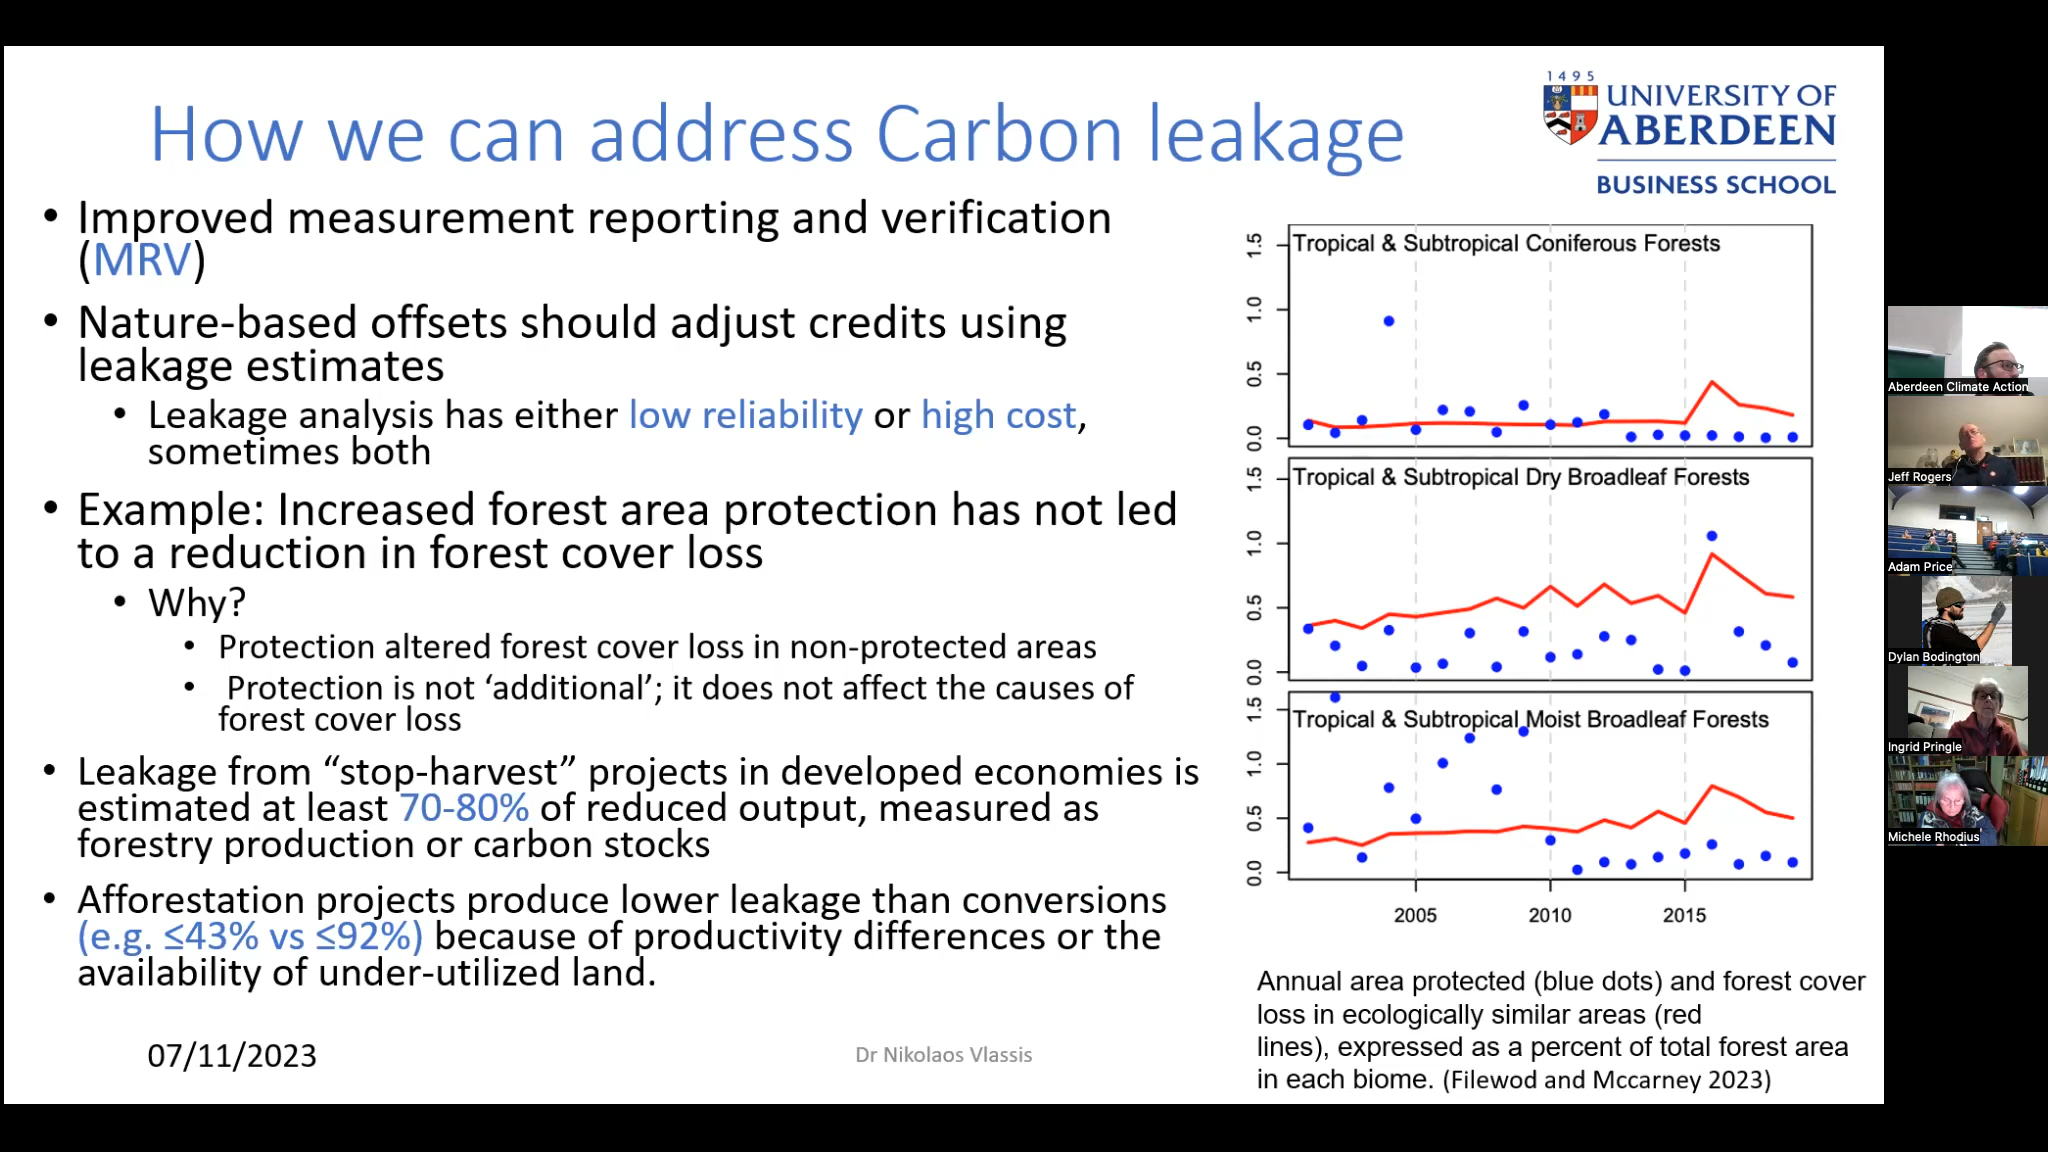 How we can address Carbon leakage
1495
UNIVERSITY OF
ABERDEEN
BUSINESS SCHOOL
• Improved measurement reporting and verification
(MRV)
• Nature-based offsets should adjust credits using
leakage estimates
• Leakage analysis has either low reliability or high cost,
sometimes both
• Example: Increased forest area protection has not led
to a reduction in forest cover loss
• Why?
• Protection altered forest cover loss in non-protected areas
• Protection is not ‘additional’; it does not affect the causes of
forest cover loss
• Leakage from “stop-harvest” projects in developed economies is
estimated at least 70-80% of reduced output, measured as
forestry production or carbon stocks
• Afforestation projects produce lower leakage than conversions
(e.g. ≤43% vs ≤92%) because of productivity differences or the
availability of under-utilized land.
07/11/2023
Dr Nikolaos Vlassis
Tropical & Subtropical Coniferous Forests
1.5
1.0
0.5
0.0
Tropical & Subtropical Dry Broadleaf Forests
1.5
1.0
0.5
0.0
Tropical & Subtropical Moist Broadleaf Forests
1.5
1.0
0.5
0.0
2005 2010 2015
Annual area protected (blue dots) and forest cover
loss in ecologically similar areas (red
lines), expressed as a percent of total forest area
in each biome. (Filewod and Mccarney 2023)
Aberdeen Climate Action
Jeff Rogers
Adam Price
Dylan Bodington
Ingrid Pringle
Michele Rhodius